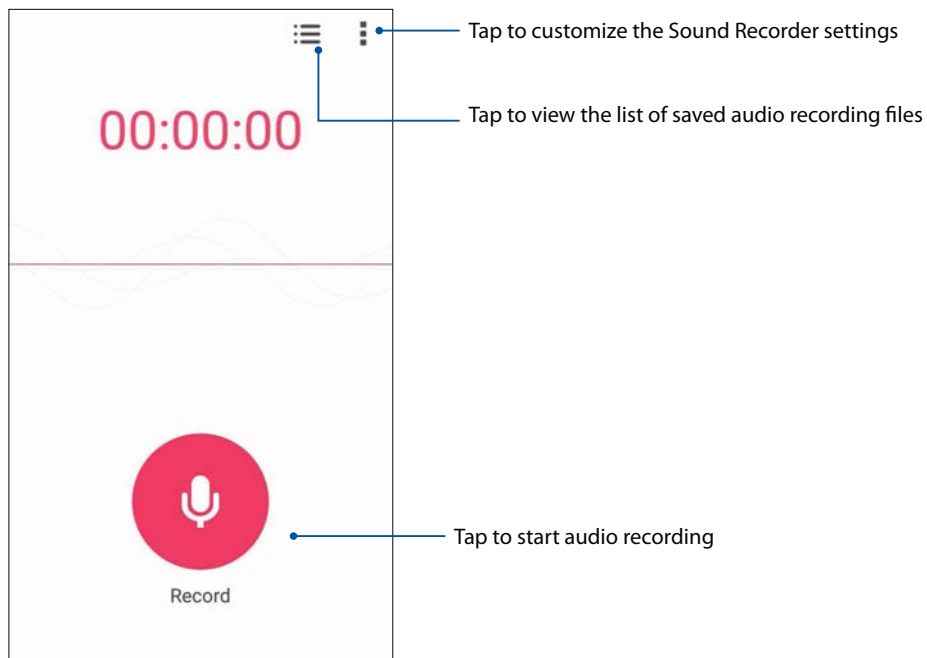 Tap to customize the Sound Recorder settings
Tap to view the list of saved audio recording files
00:00:00
Tap to start audio recording
Record